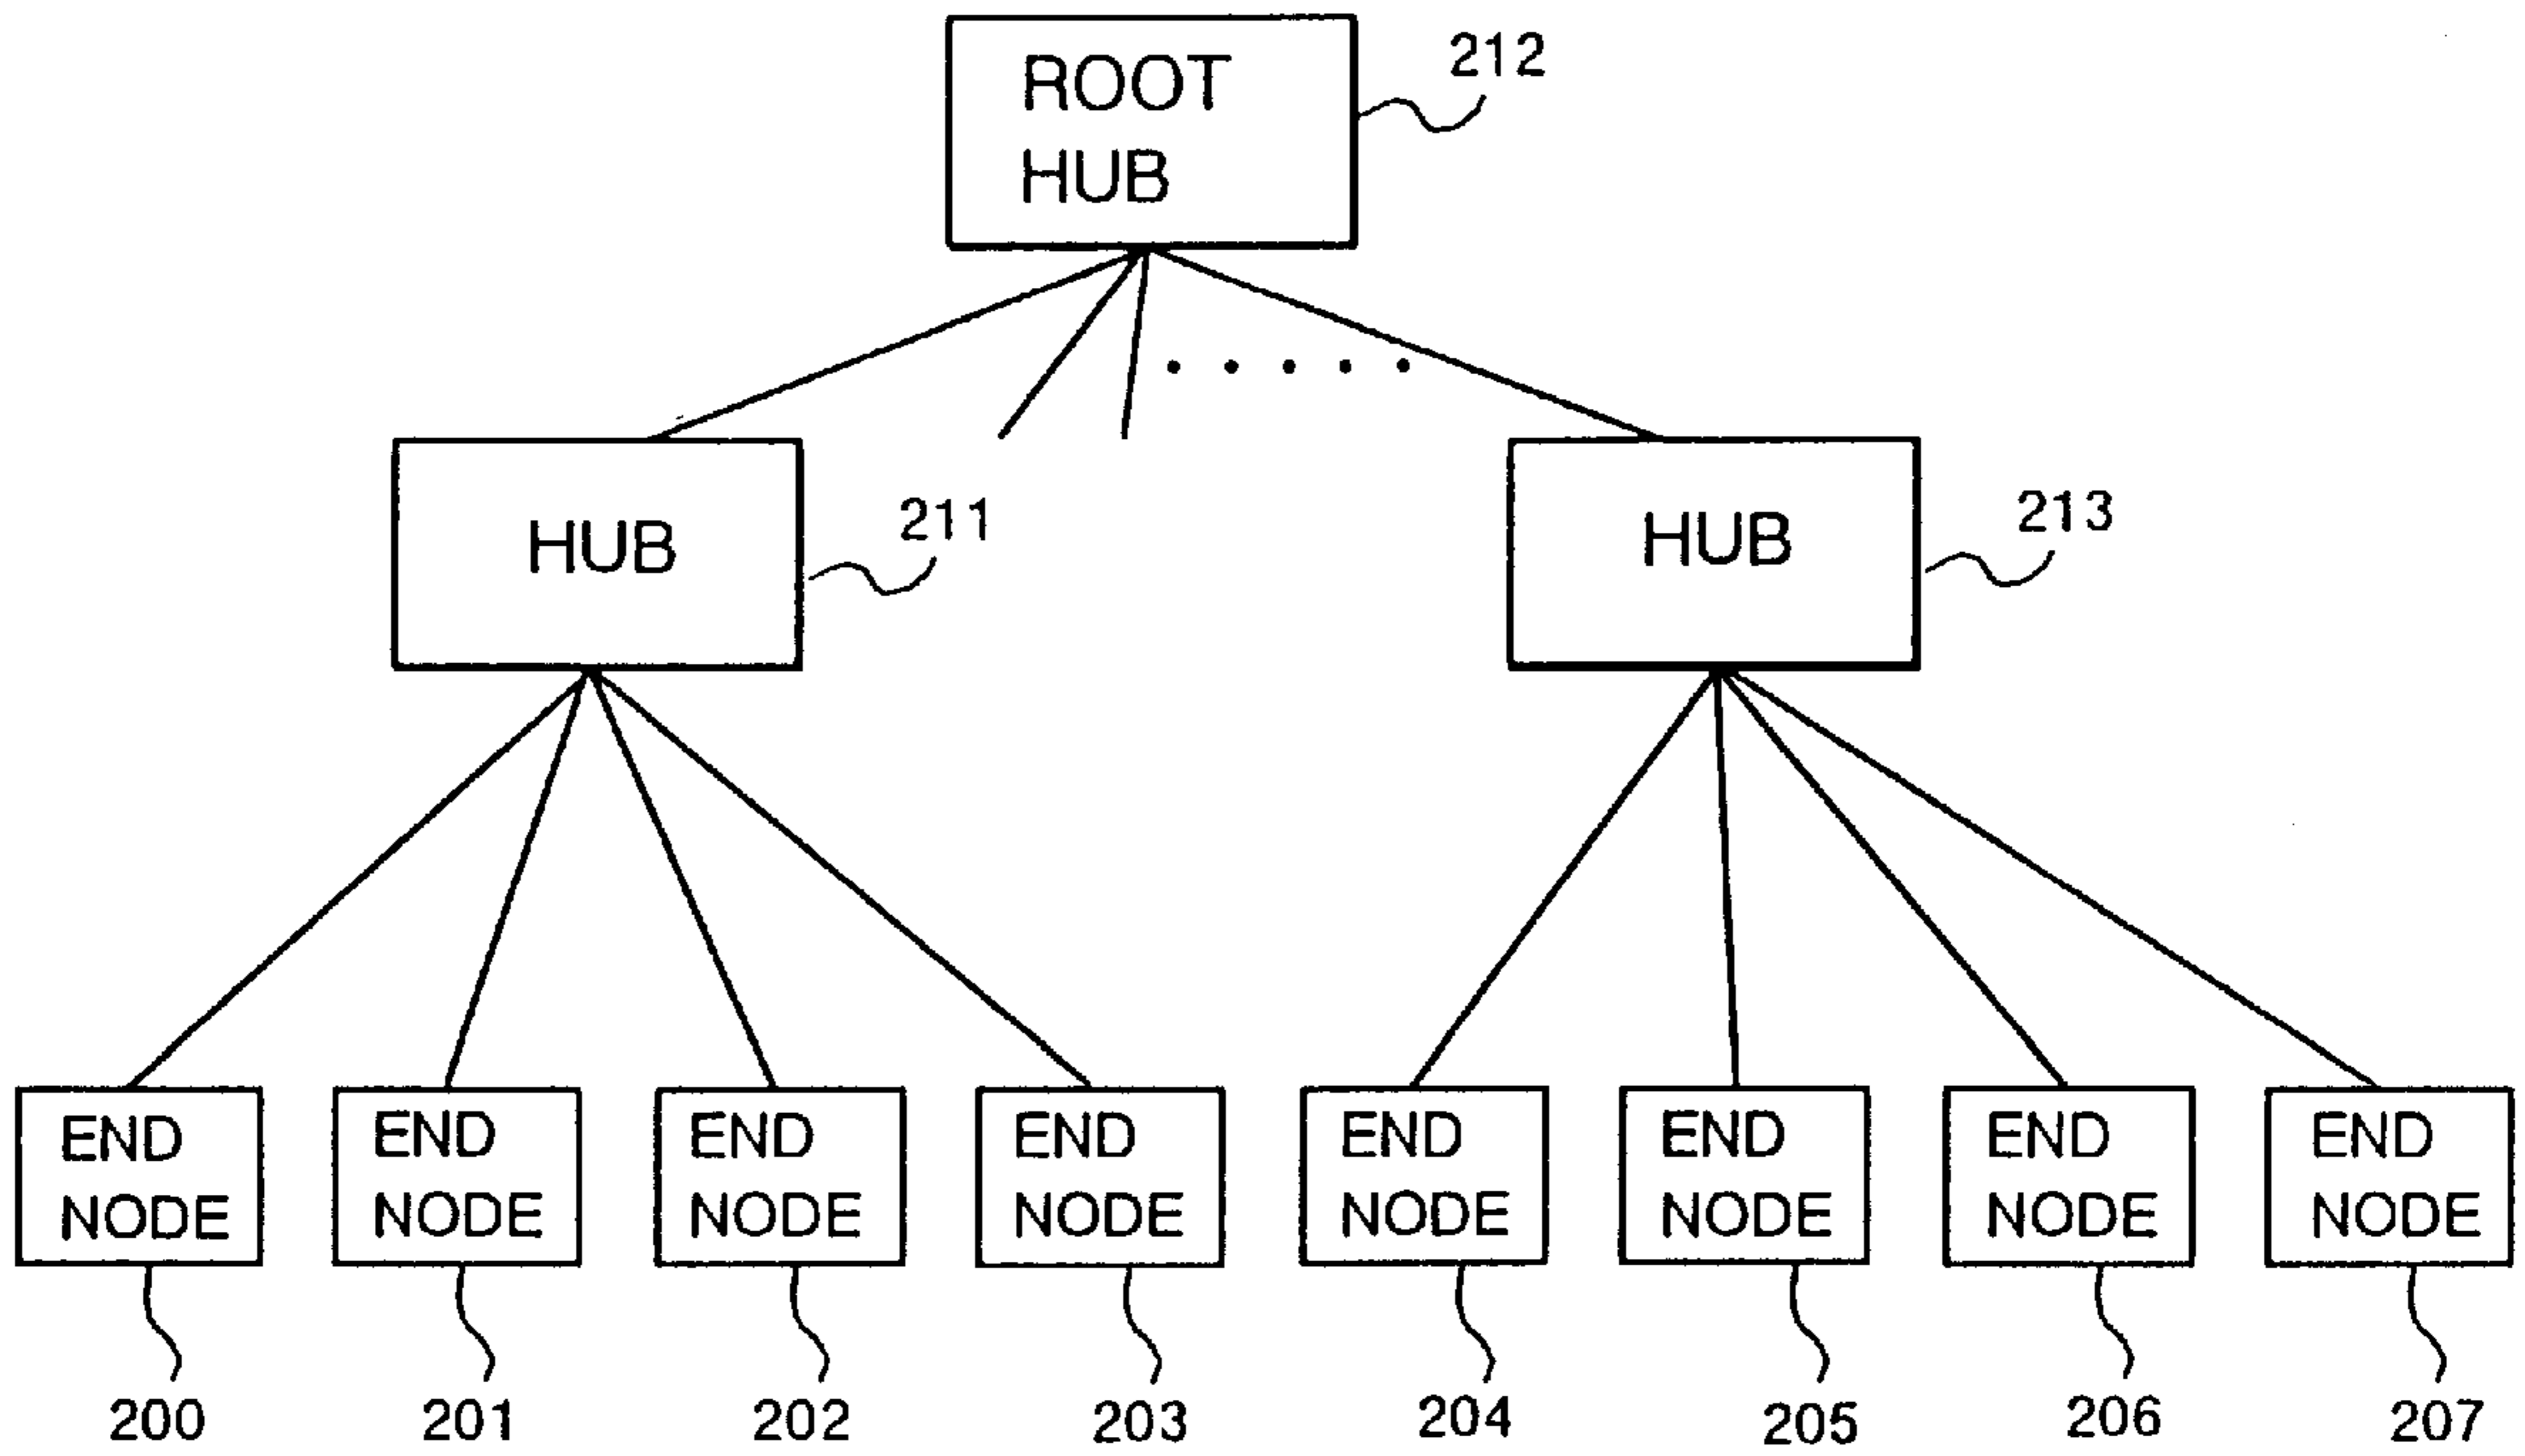 ROOT
HUB
212
HUB
211
HUB
213
END
NODE
END
NODE
END
NODE
END
NODE
END
NODE
END
NODE
END
NODE
END
NODE
200
201
202
203
204
205
206
207